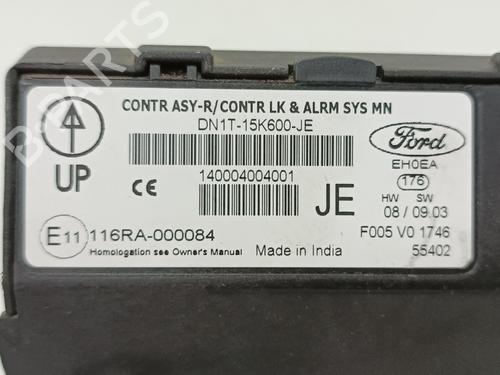 B-PARTS
CONTR ASY-R/CONTR LK & ALRM SYS MN
DN1T-15K600-JE
Ford
UP
CE
140004004001
JE
EH0EA
176
HW SW
08 / 09.03
E11 116RA-000084
F005 V0 1746
Homologation see Owner's Manual
Made in India
55402